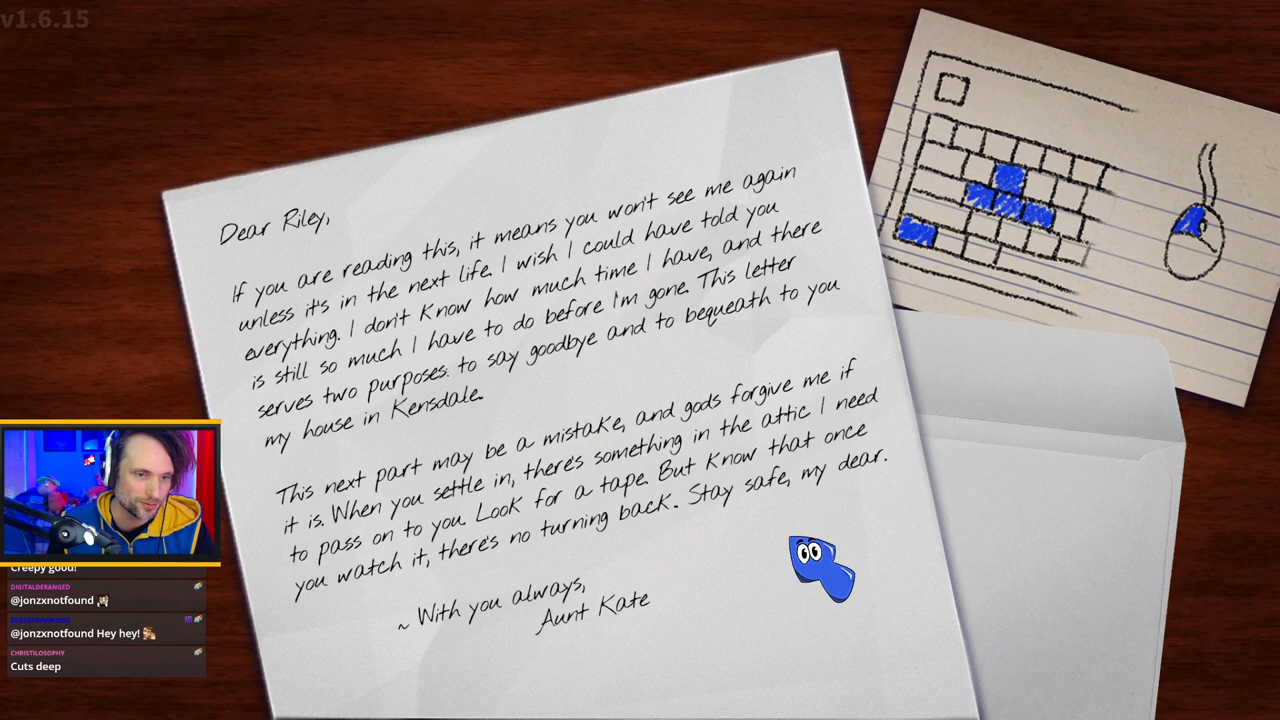 v1.6.15
Dear Riley,
If you are reading this, it means you won't see me again
unless it's in the next life. I wish I could have told you
everything. I don't know how much time I have, and there
is still so much I have to do before I'm gone. This letter
serves two purposes: to say goodbye and to bequeath to you
my house in Kensdale.
This next part may be a mistake, and gods forgive me if
it is. When you settle in, there's something in the attic I need
to pass on to you. Look for a tape. But know that once
you watch it, there's no turning back. Stay safe, my dear.
~ With you always,
Aunt Kate
Creepy good!
DIGITALDERANGED
@jonzxnotfound
@jonzxnotfound Hey hey!
CHRISTILOSOPHY
Cuts deep